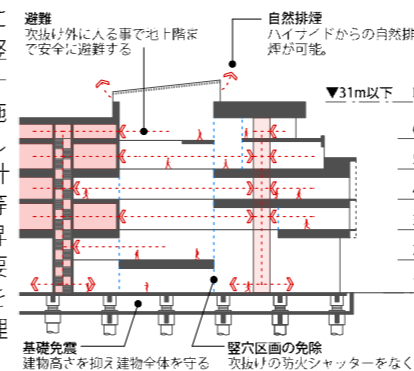 避難
吹抜け外に入る事で地上階ま
で安全に避難する
自然排煙
ハイサイドからの自然排
煙が可能。
▼31m以下
基礎免震
建物高さを抑え建物全体を守る
竪穴区画の免除
吹抜けの防火シャッターをなく